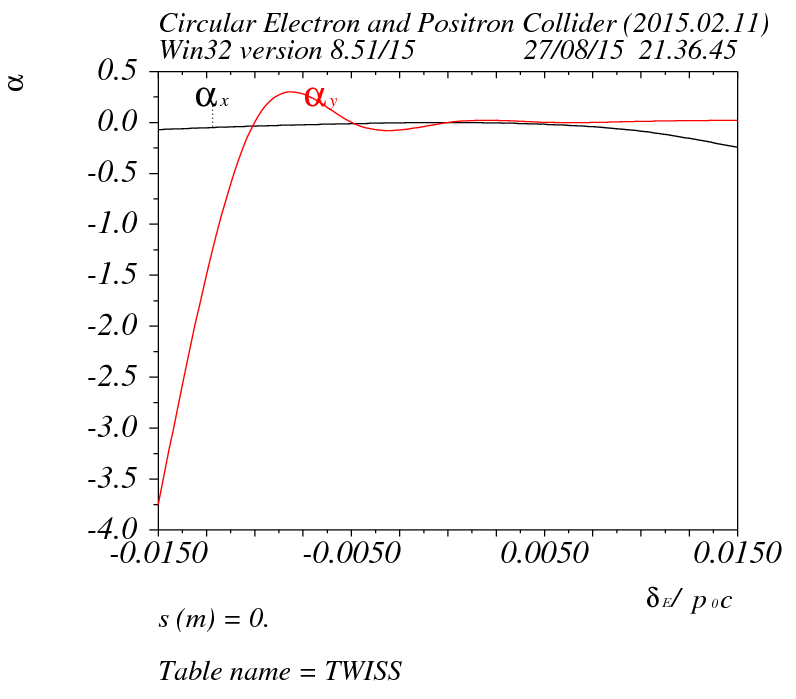 Circular Electron and Positron Collider (2015.02.11)
Win32 version 8.51/15 27/08/15 21.36.45
α
0.5
αx αy
0.0
-0.5
-1.0
-1.5
-2.0
-2.5
-3.0
-3.5
-4.0
-0.0150 -0.0050 0.0050 0.0150
δE/ p0c
s (m) = 0.
Table name = TWISS